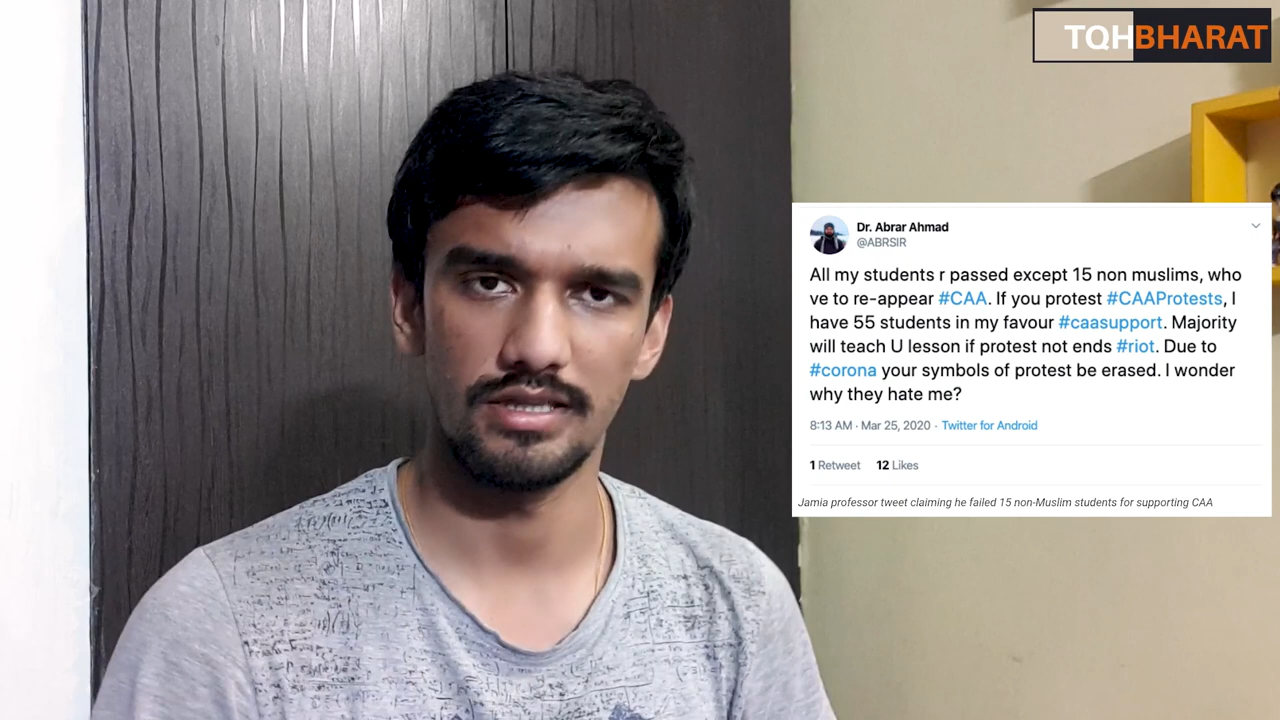 TQHBHARAT
Dr. Abrar Ahmad
@ABRSIR
All my students r passed except 15 non muslims, who
ve to re-appear #CAA. If you protest #CAAProtests, I
have 55 students in my favour #caasupport. Majority
will teach U lesson if protest not ends #riot. Due to
#corona your symbols of protest be erased. I wonder
why they hate me?
8:13 AM · Mar 25, 2020 · Twitter for Android
1 Retweet 12 Likes
Jamia professor tweet claiming he failed 15 non-Muslim students for supporting CAA